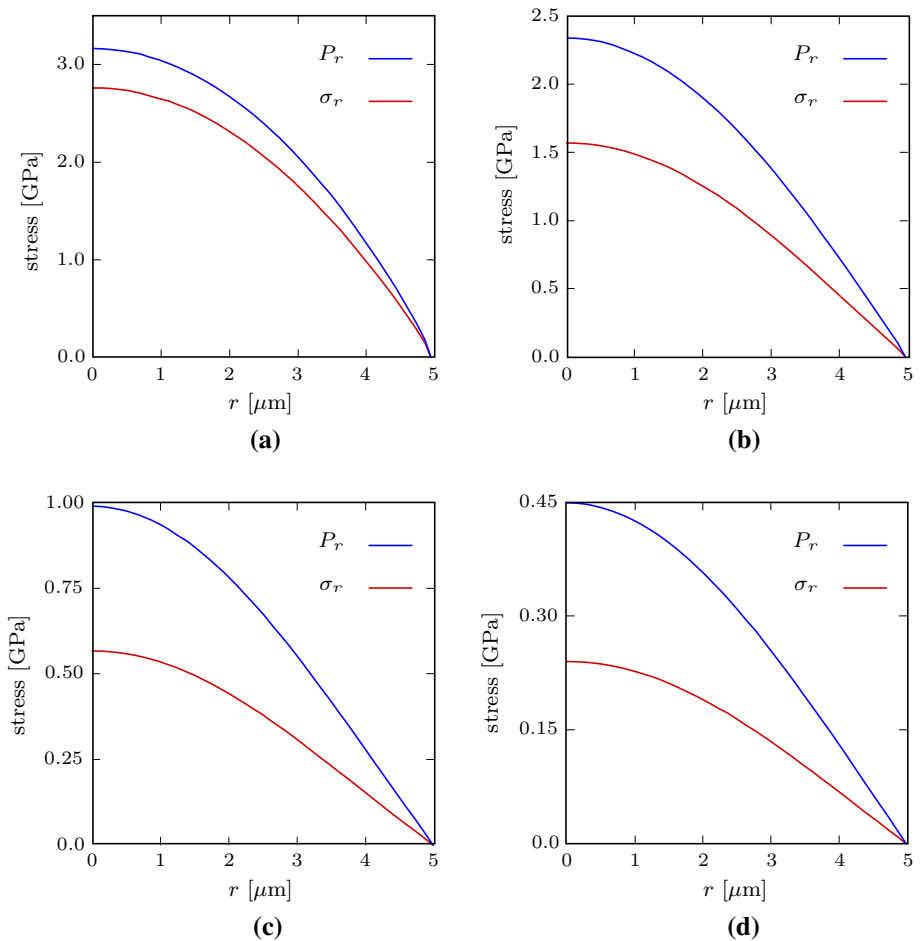 3.0
2.0
1.0
0.0
stress [GPa]
P_r
σ_r
0 1 2 3 4 5
r [μm]
(a)
2.5
2.0
1.5
1.0
0.5
0.0
stress [GPa]
P_r
σ_r
0 1 2 3 4 5
r [μm]
(b)
1.00
0.75
0.50
0.25
0.0
stress [GPa]
P_r
σ_r
0 1 2 3 4 5
r [μm]
(c)
0.45
0.30
0.15
0.0
stress [GPa]
P_r
σ_r
0 1 2 3 4 5
r [μm]
(d)